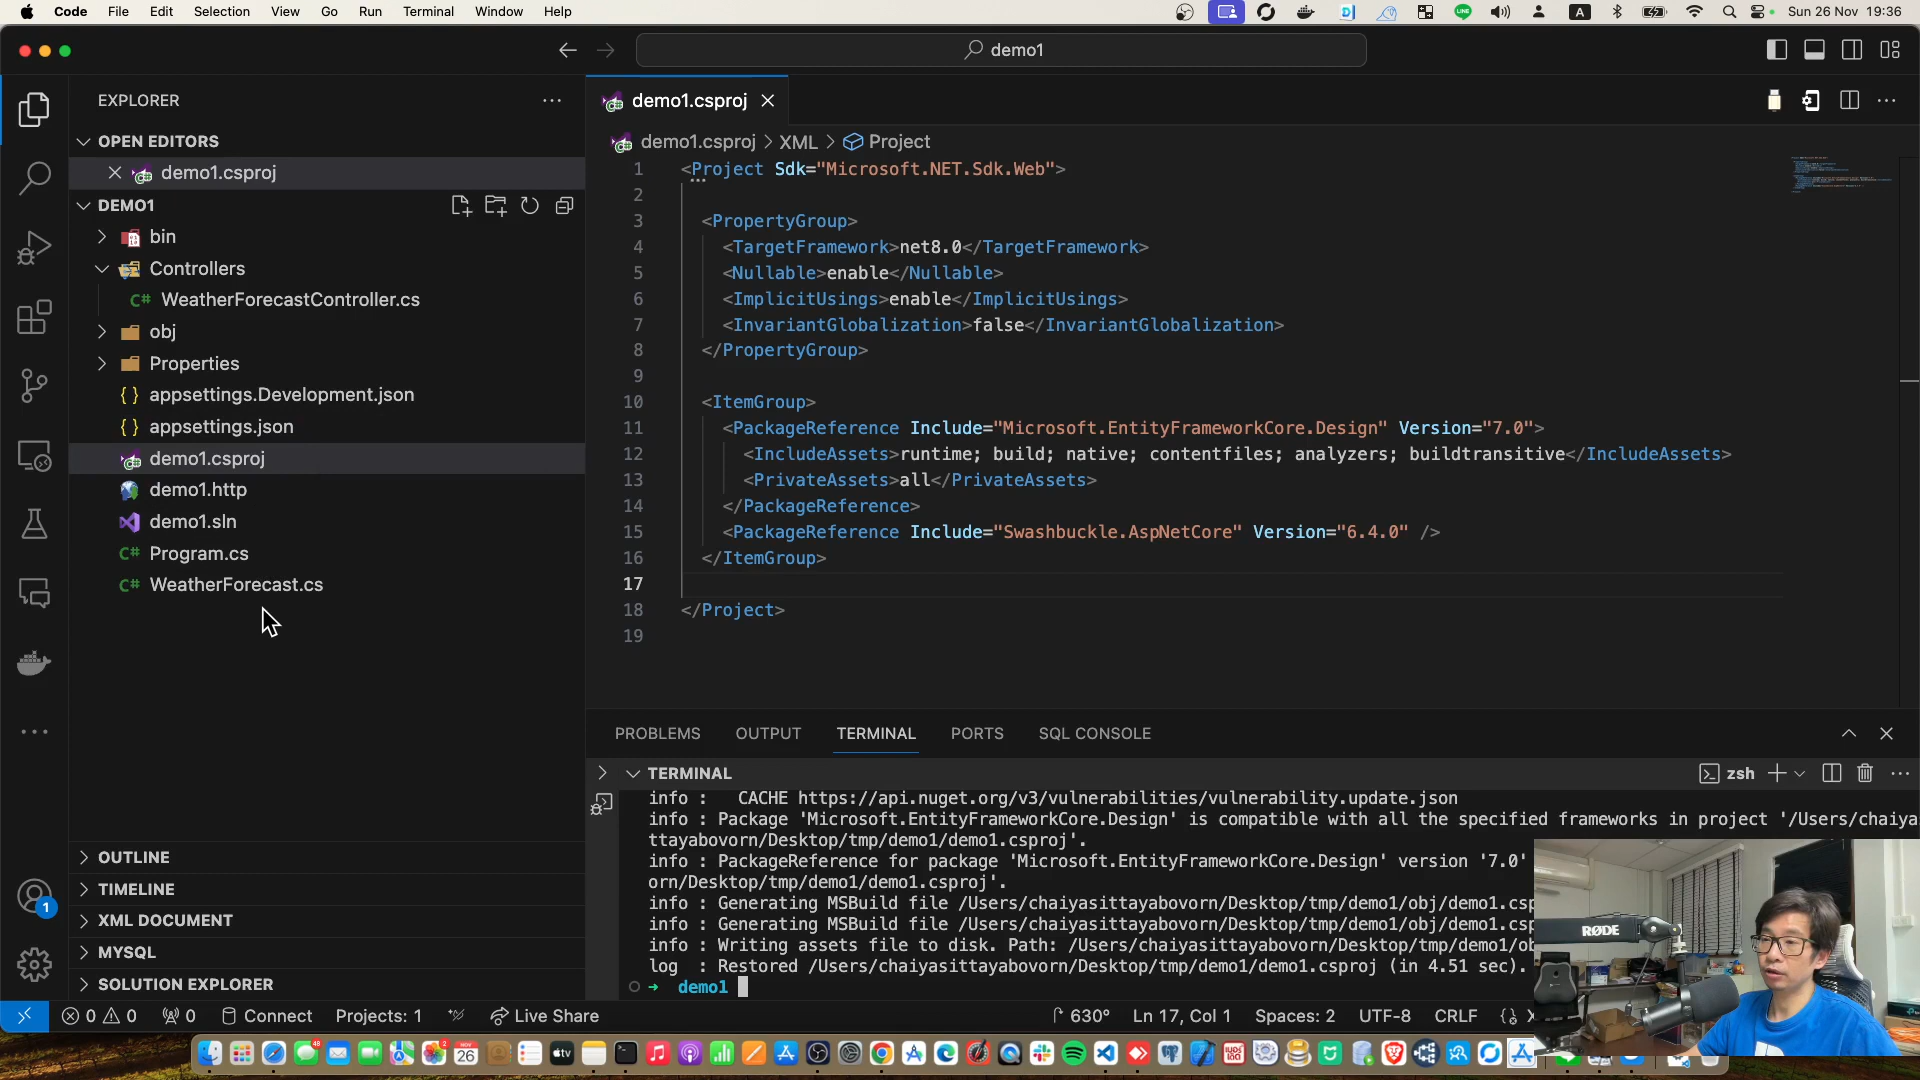 Code File Edit Selection View Go Run Terminal Window Help
Sun 26 Nov 19:36
demo1
EXPLORER
OPEN EDITORS
demo1.csproj
DEMO1
bin
Controllers
C# WeatherForecastController.cs
obj
Properties
{ } appsettings.Development.json
{ } appsettings.json
demo1.csproj
demo1.http
demo1.sln
C# Program.cs
C# WeatherForecast.cs
OUTLINE
TIMELINE
XML DOCUMENT
MYSQL
SOLUTION EXPLORER
demo1.csproj
demo1.csproj > XML > Project
1 <Project Sdk="Microsoft.NET.Sdk.Web">
2
3 <PropertyGroup>
4 <TargetFramework>net8.0</TargetFramework>
5 <Nullable>enable</Nullable>
6 <ImplicitUsings>enable</ImplicitUsings>
7 <InvariantGlobalization>false</InvariantGlobalization>
8 </PropertyGroup>
9
10 <ItemGroup>
11 <PackageReference Include="Microsoft.EntityFrameworkCore.Design" Version="7.0">
12 <IncludeAssets>runtime; build; native; contentfiles; analyzers; buildtransitive</IncludeAssets>
13 <PrivateAssets>all</PrivateAssets>
14 </PackageReference>
15 <PackageReference Include="Swashbuckle.AspNetCore" Version="6.4.0" />
16 </ItemGroup>
17
18 </Project>
19
PROBLEMS OUTPUT TERMINAL PORTS SQL CONSOLE
TERMINAL
zsh
info : CACHE https://api.nuget.org/v3/vulnerabilities/vulnerability.update.json
info : Package 'Microsoft.EntityFrameworkCore.Design' is compatible with all the specified frameworks in project '/Users/chaiyas
ttayabovorn/Desktop/tmp/demo1/demo1.csproj'.
info : PackageReference for package 'Microsoft.EntityFrameworkCore.Design' version '7.0'
orn/Desktop/tmp/demo1/demo1.csproj'.
info : Generating MSBuild file /Users/chaiyasittayabovorn/Desktop/tmp/demo1/obj/demo1.csp
info : Generating MSBuild file /Users/chaiyasittayabovorn/Desktop/tmp/demo1/obj/demo1.csp
info : Writing assets file to disk. Path: /Users/chaiyasittayabovorn/Desktop/tmp/demo1/ob
log : Restored /Users/chaiyasittayabovorn/Desktop/tmp/demo1/demo1.csproj (in 4.51 sec).
demo1
RØDE
1
0 0 0 Connect Projects: 1 Live Share
630° Ln 17, Col 1 Spaces: 2 UTF-8 CRLF